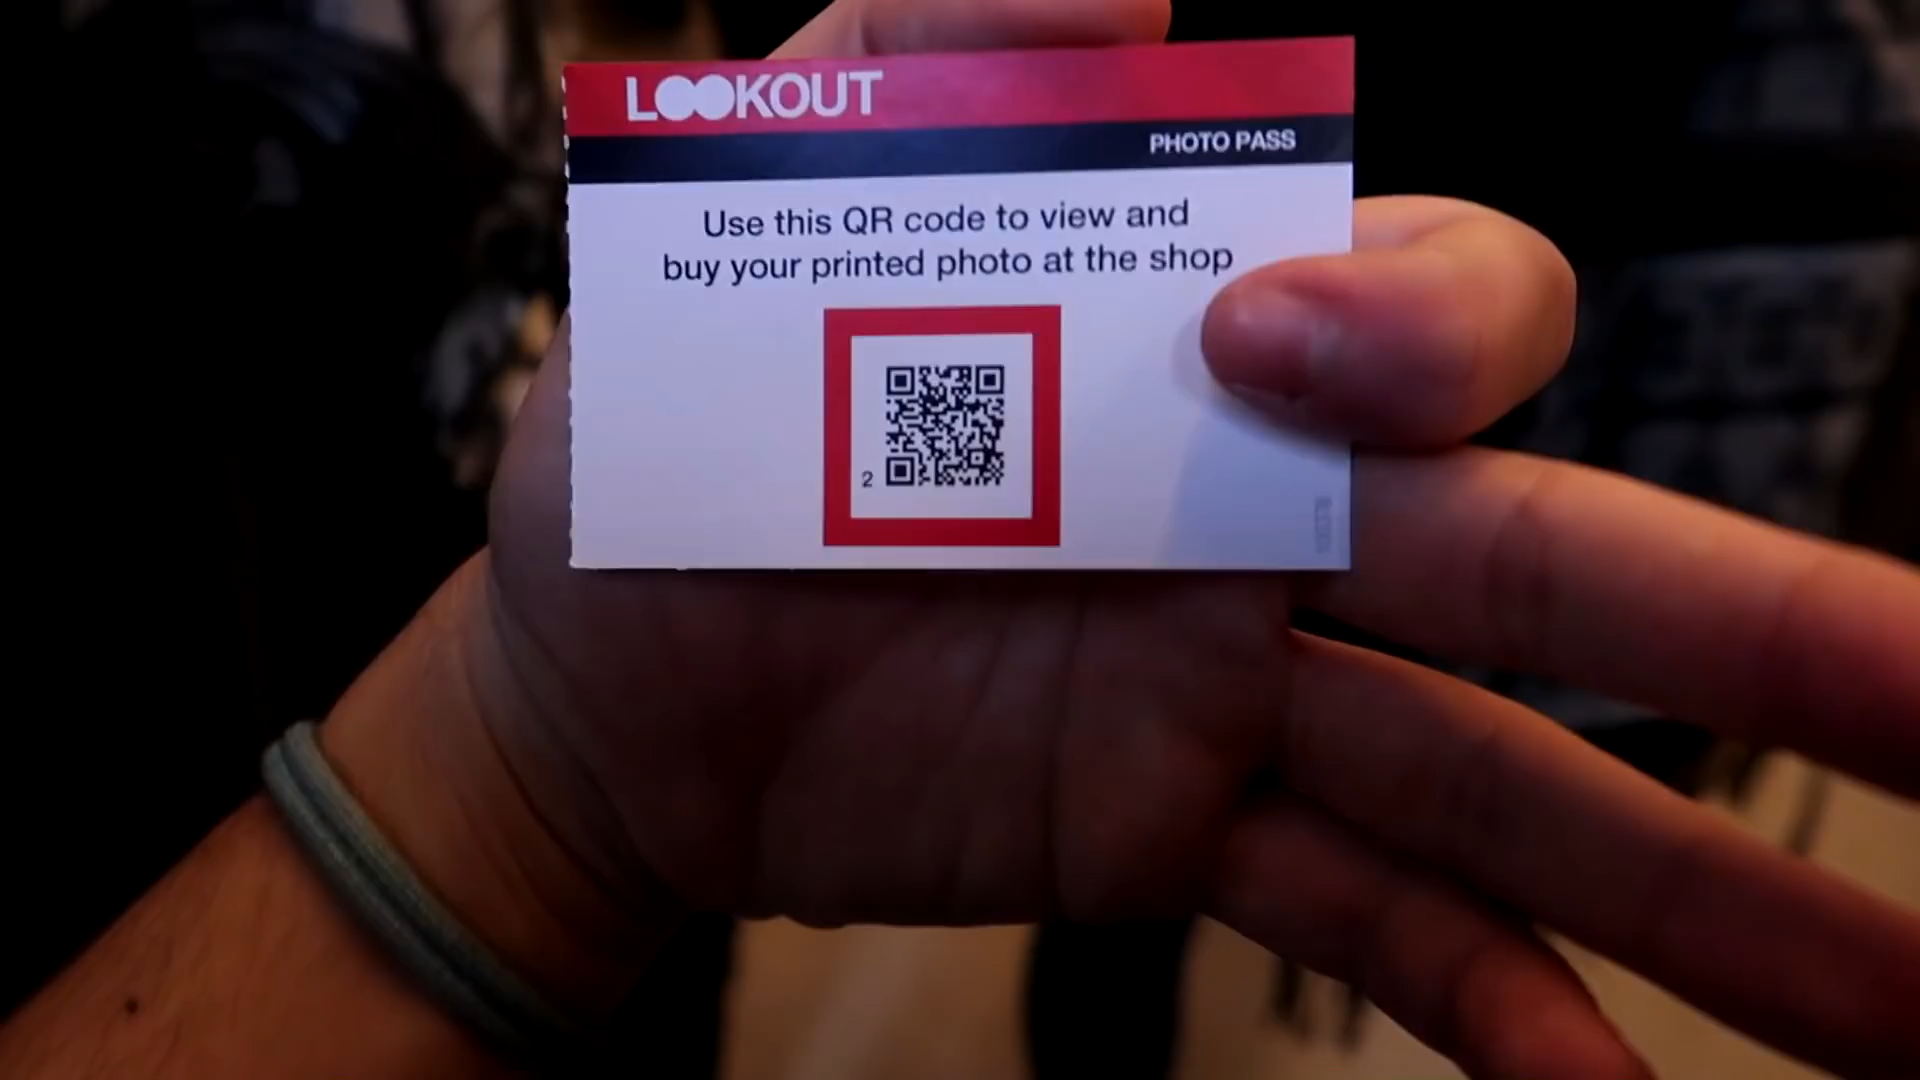 LOOKOUT
PHOTO PASS
Use this QR code to view and
buy your printed photo at the shop
2